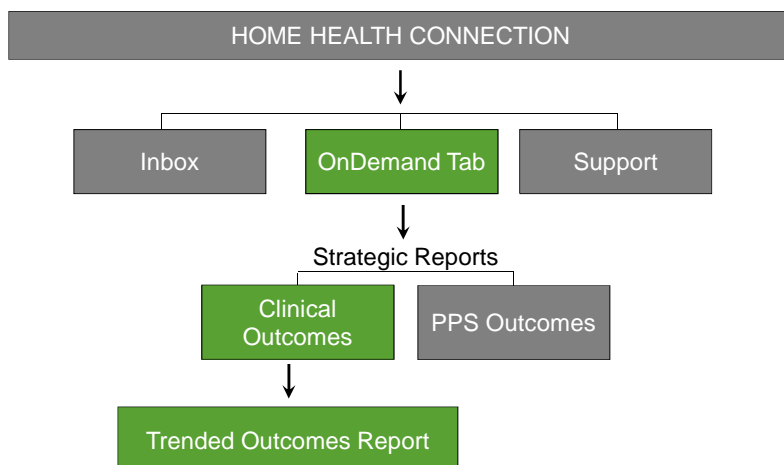 HOME HEALTH CONNECTION
Inbox
OnDemand Tab
Support
Strategic Reports
Clinical
Outcomes
PPS Outcomes
Trended Outcomes Report